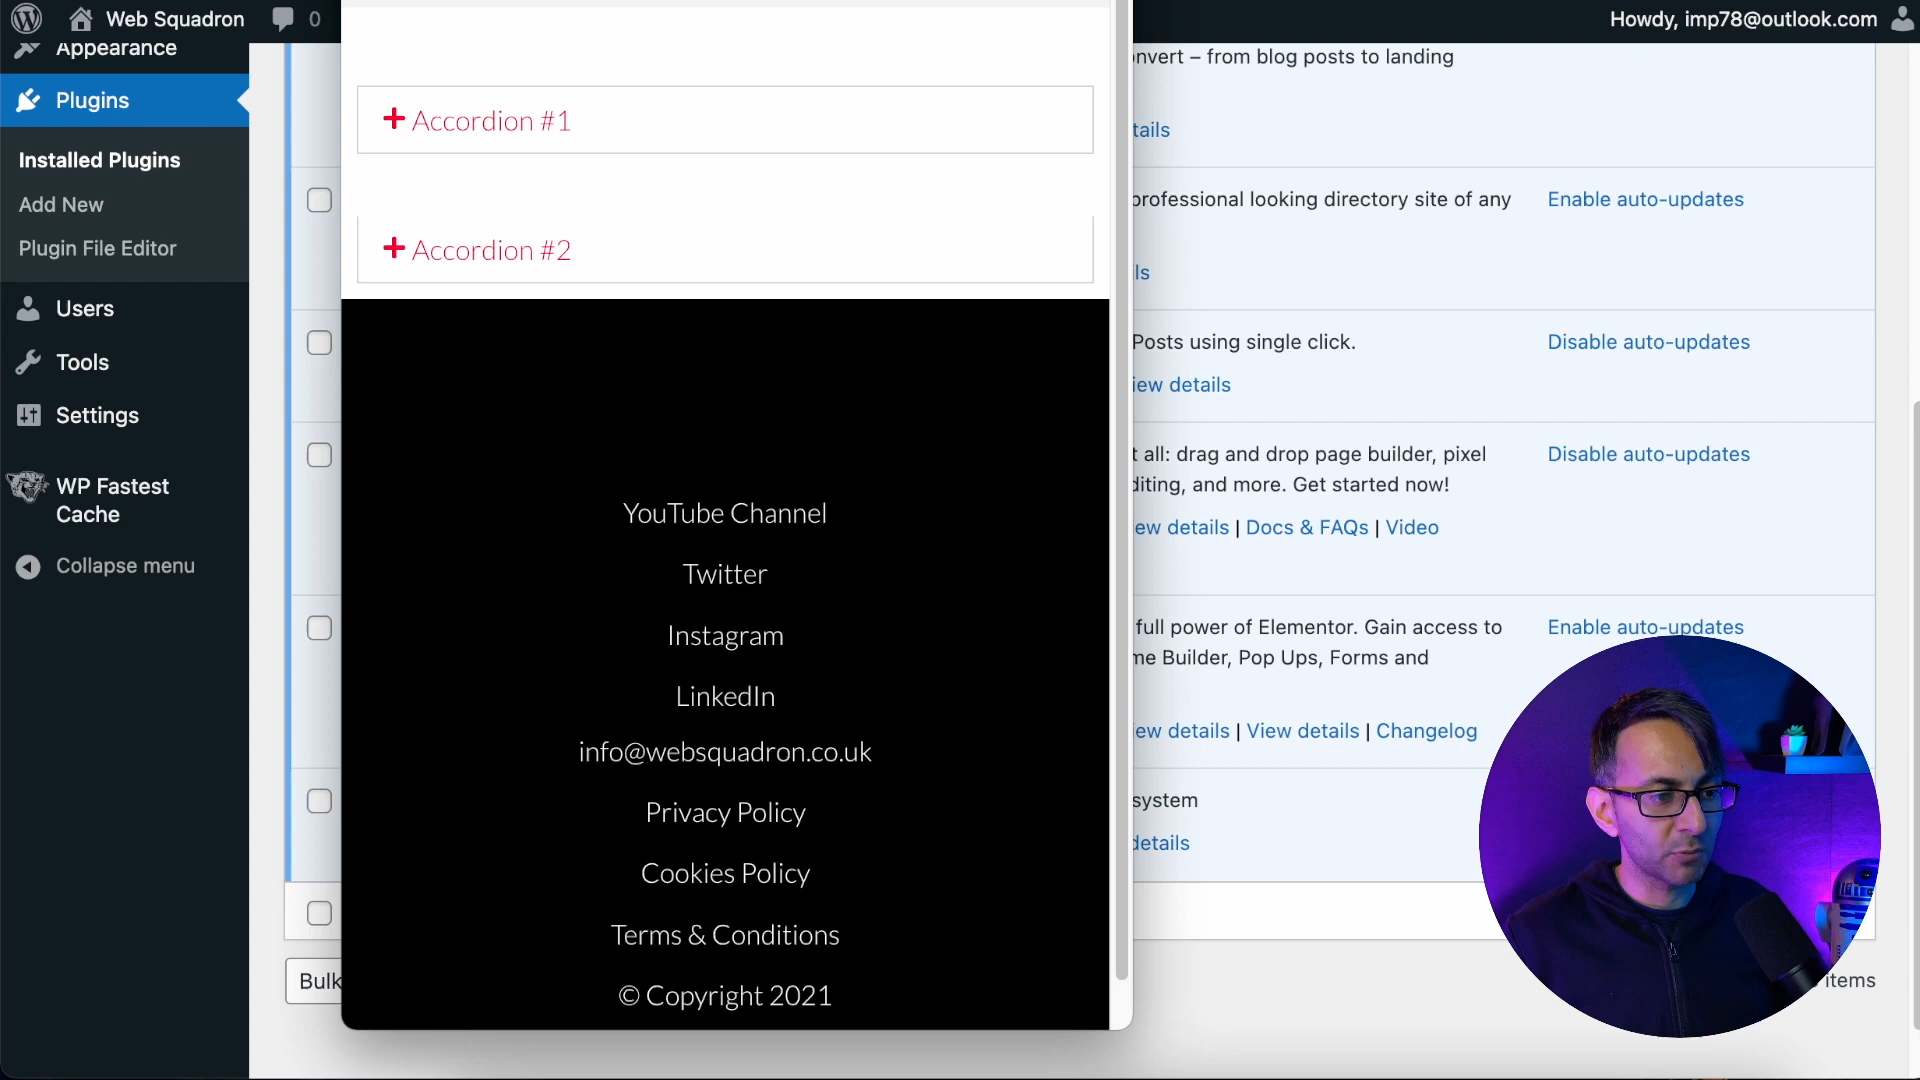 Web Squadron
0
Howdy, imp78@outlook.com
Appearance
Plugins
Installed Plugins
Add New
Plugin File Editor
Users
Tools
Settings
WP Fastest
Cache
Collapse menu
Accordion #1
Accordion #2
YouTube Channel
Twitter
Instagram
LinkedIn
info@websquadron.co.uk
Privacy Policy
Cookies Policy
Terms & Conditions
© Copyright 2021
nvert – from blog posts to landing
tails
professional looking directory site of any
Enable auto-updates
ls
Posts using single click.
Disable auto-updates
iew details
t all: drag and drop page builder, pixel
Disable auto-updates
diting, and more. Get started now!
ew details | Docs & FAQs | Video
full power of Elementor. Gain access to
Enable auto-updates
me Builder, Pop Ups, Forms and
ew details | View details | Changelog
system
details
Bulk
items